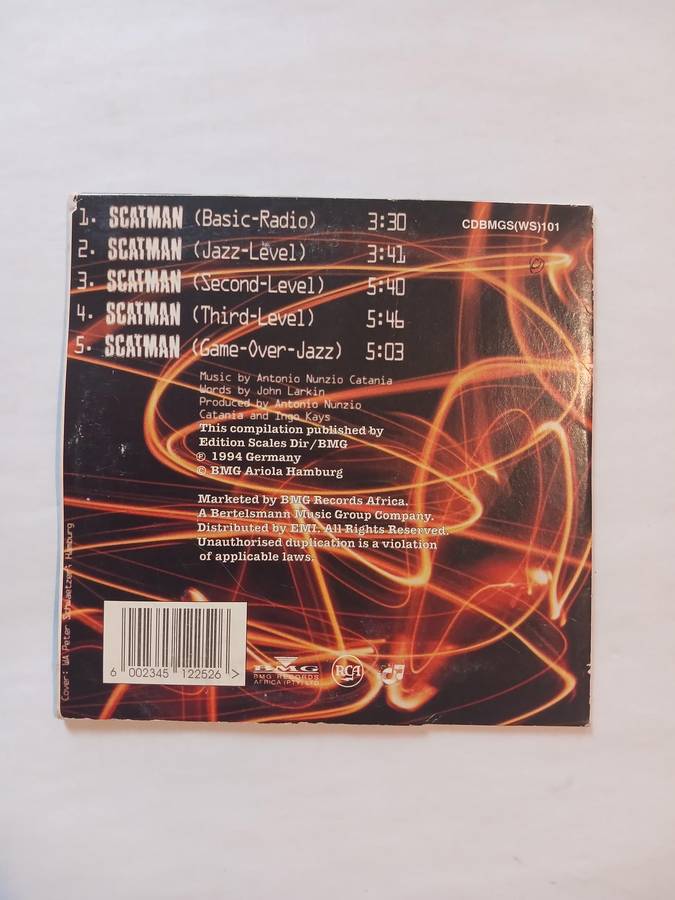 1. SCATMAN (Basic-Radio) 3:30
CDBMGS(WS)101
2. SCATMAN (Jazz-Level) 3:41
3. SCATMAN (Second-Level) 5:40
4. SCATMAN (Third-Level) 5:46
5. SCATMAN (Game-Over-Jazz) 5:03
Music by Antonio Nunzio Catania
Words by John Larkin
Produced by Antonio Nunzio
Catania and Ingo Kays
This compilation published by
Edition Scales Dir/BMG
℗ 1994 Germany
© BMG Ariola Hamburg
Marketed by BMG Records Africa.
A Bertelsmann Music Group Company.
Distributed by EMI. All Rights Reserved.
Unauthorised duplication is a violation
of applicable laws.
Cover: WA Peter Schwaetzert Hamburg
6 002345 122526 >
BMG
BMG RECORDS
AFRICA (PTY) LTD
RCA